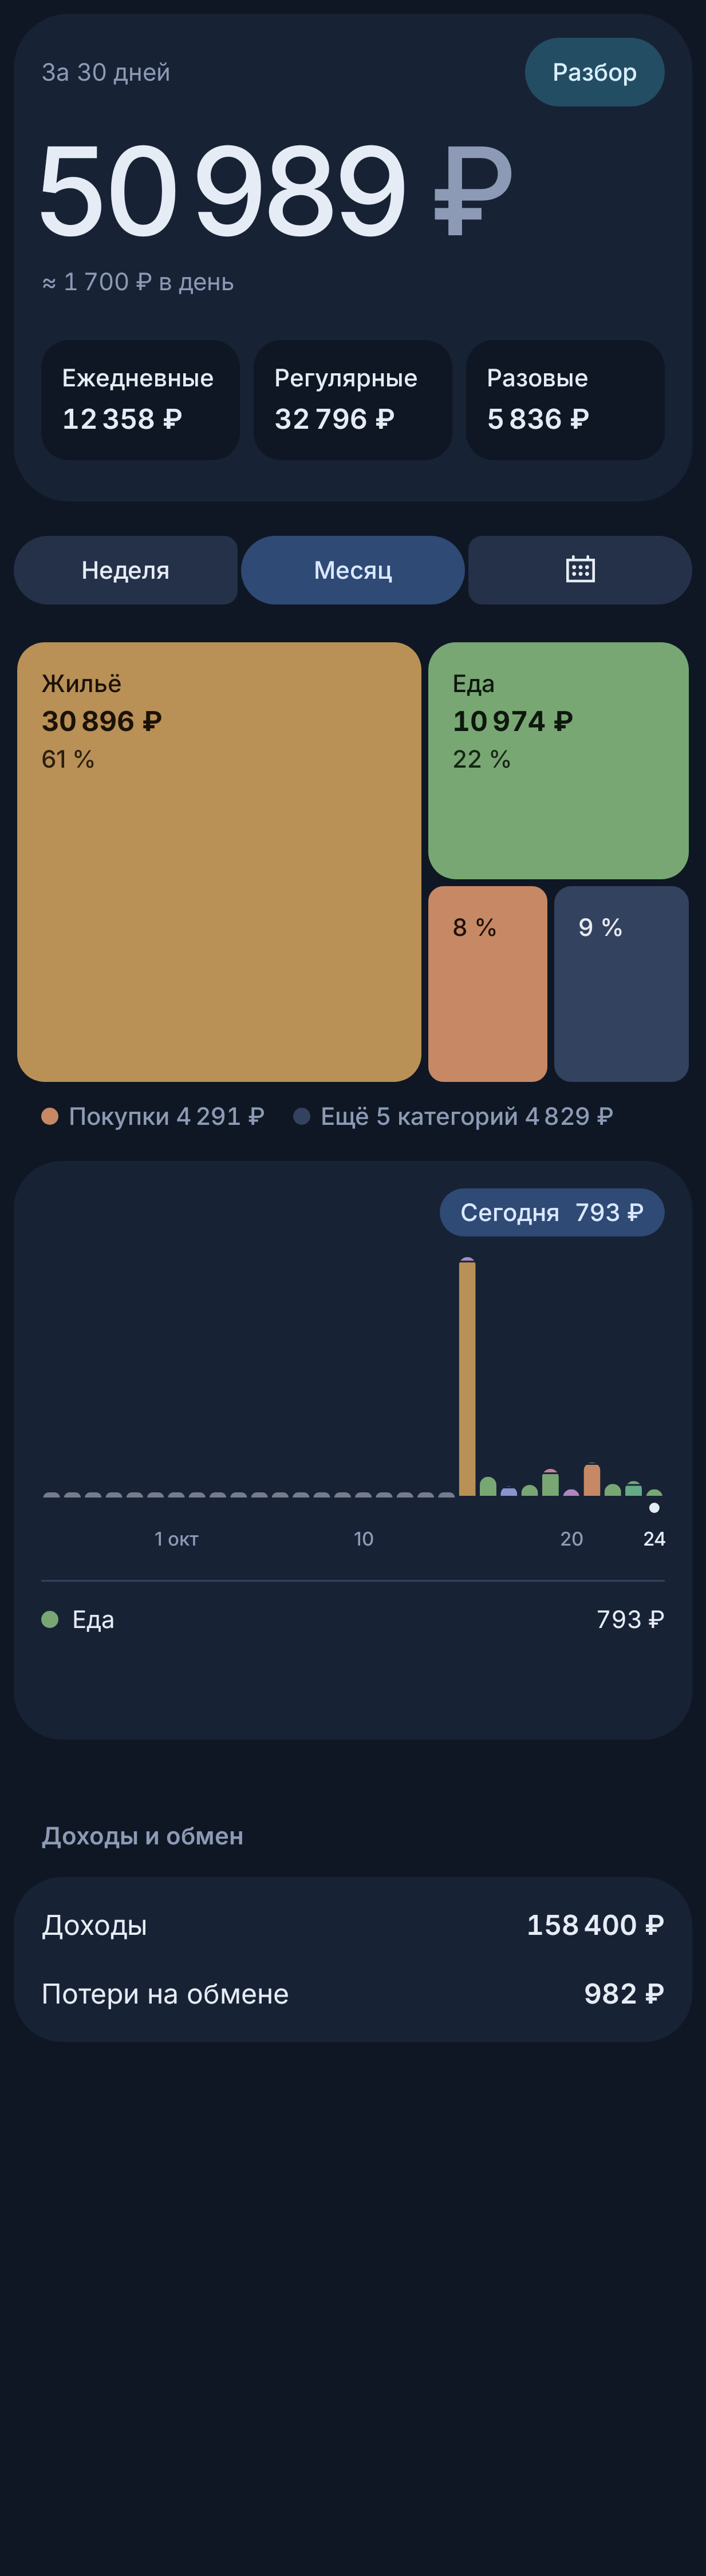 За 30 дней
Разбор
50 989 ₽
≈ 1 700 ₽ в день
Ежедневные
12 358 ₽
Регулярные
32 796 ₽
Разовые
5 836 ₽
Неделя
Месяц
Жильё
30 896 ₽
61 %
Еда
10 974 ₽
22 %
8 %
9 %
Покупки 4 291 ₽
Ещё 5 категорий 4 829 ₽
Сегодня 793 ₽
1 окт
10
20
24
Еда
793 ₽
Доходы и обмен
Доходы
158 400 ₽
Потери на обмене
982 ₽